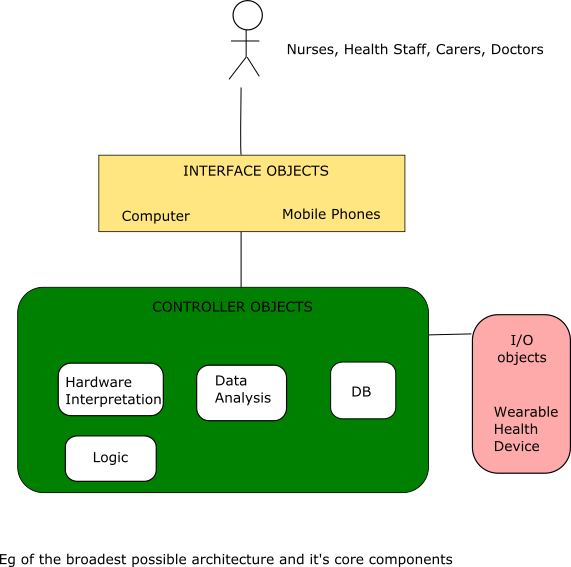 Nurses, Health Staff, Carers, Doctors
INTERFACE OBJECTS
Computer
Mobile Phones
CONTROLLER OBJECTS
Hardware
Interpretation
Data
Analysis
DB
Logic
I/O
objects
Wearable
Health
Device
Eg of the broadest possible architecture and it's core components